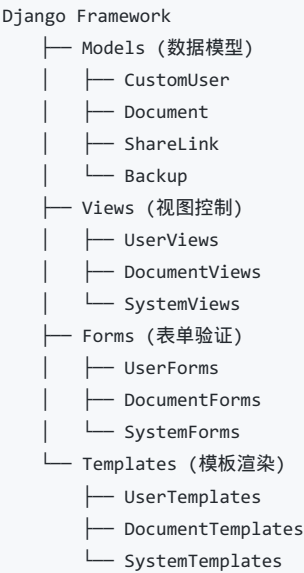 Django Framework
├── Models (数据模型)
│   ├── CustomUser
│   ├── Document
│   ├── ShareLink
│   └── Backup
├── Views (视图控制)
│   ├── UserViews
│   ├── DocumentViews
│   └── SystemViews
├── Forms (表单验证)
│   ├── UserForms
│   ├── DocumentForms
│   └── SystemForms
└── Templates (模板渲染)
    ├── UserTemplates
    ├── DocumentTemplates
    └── SystemTemplates